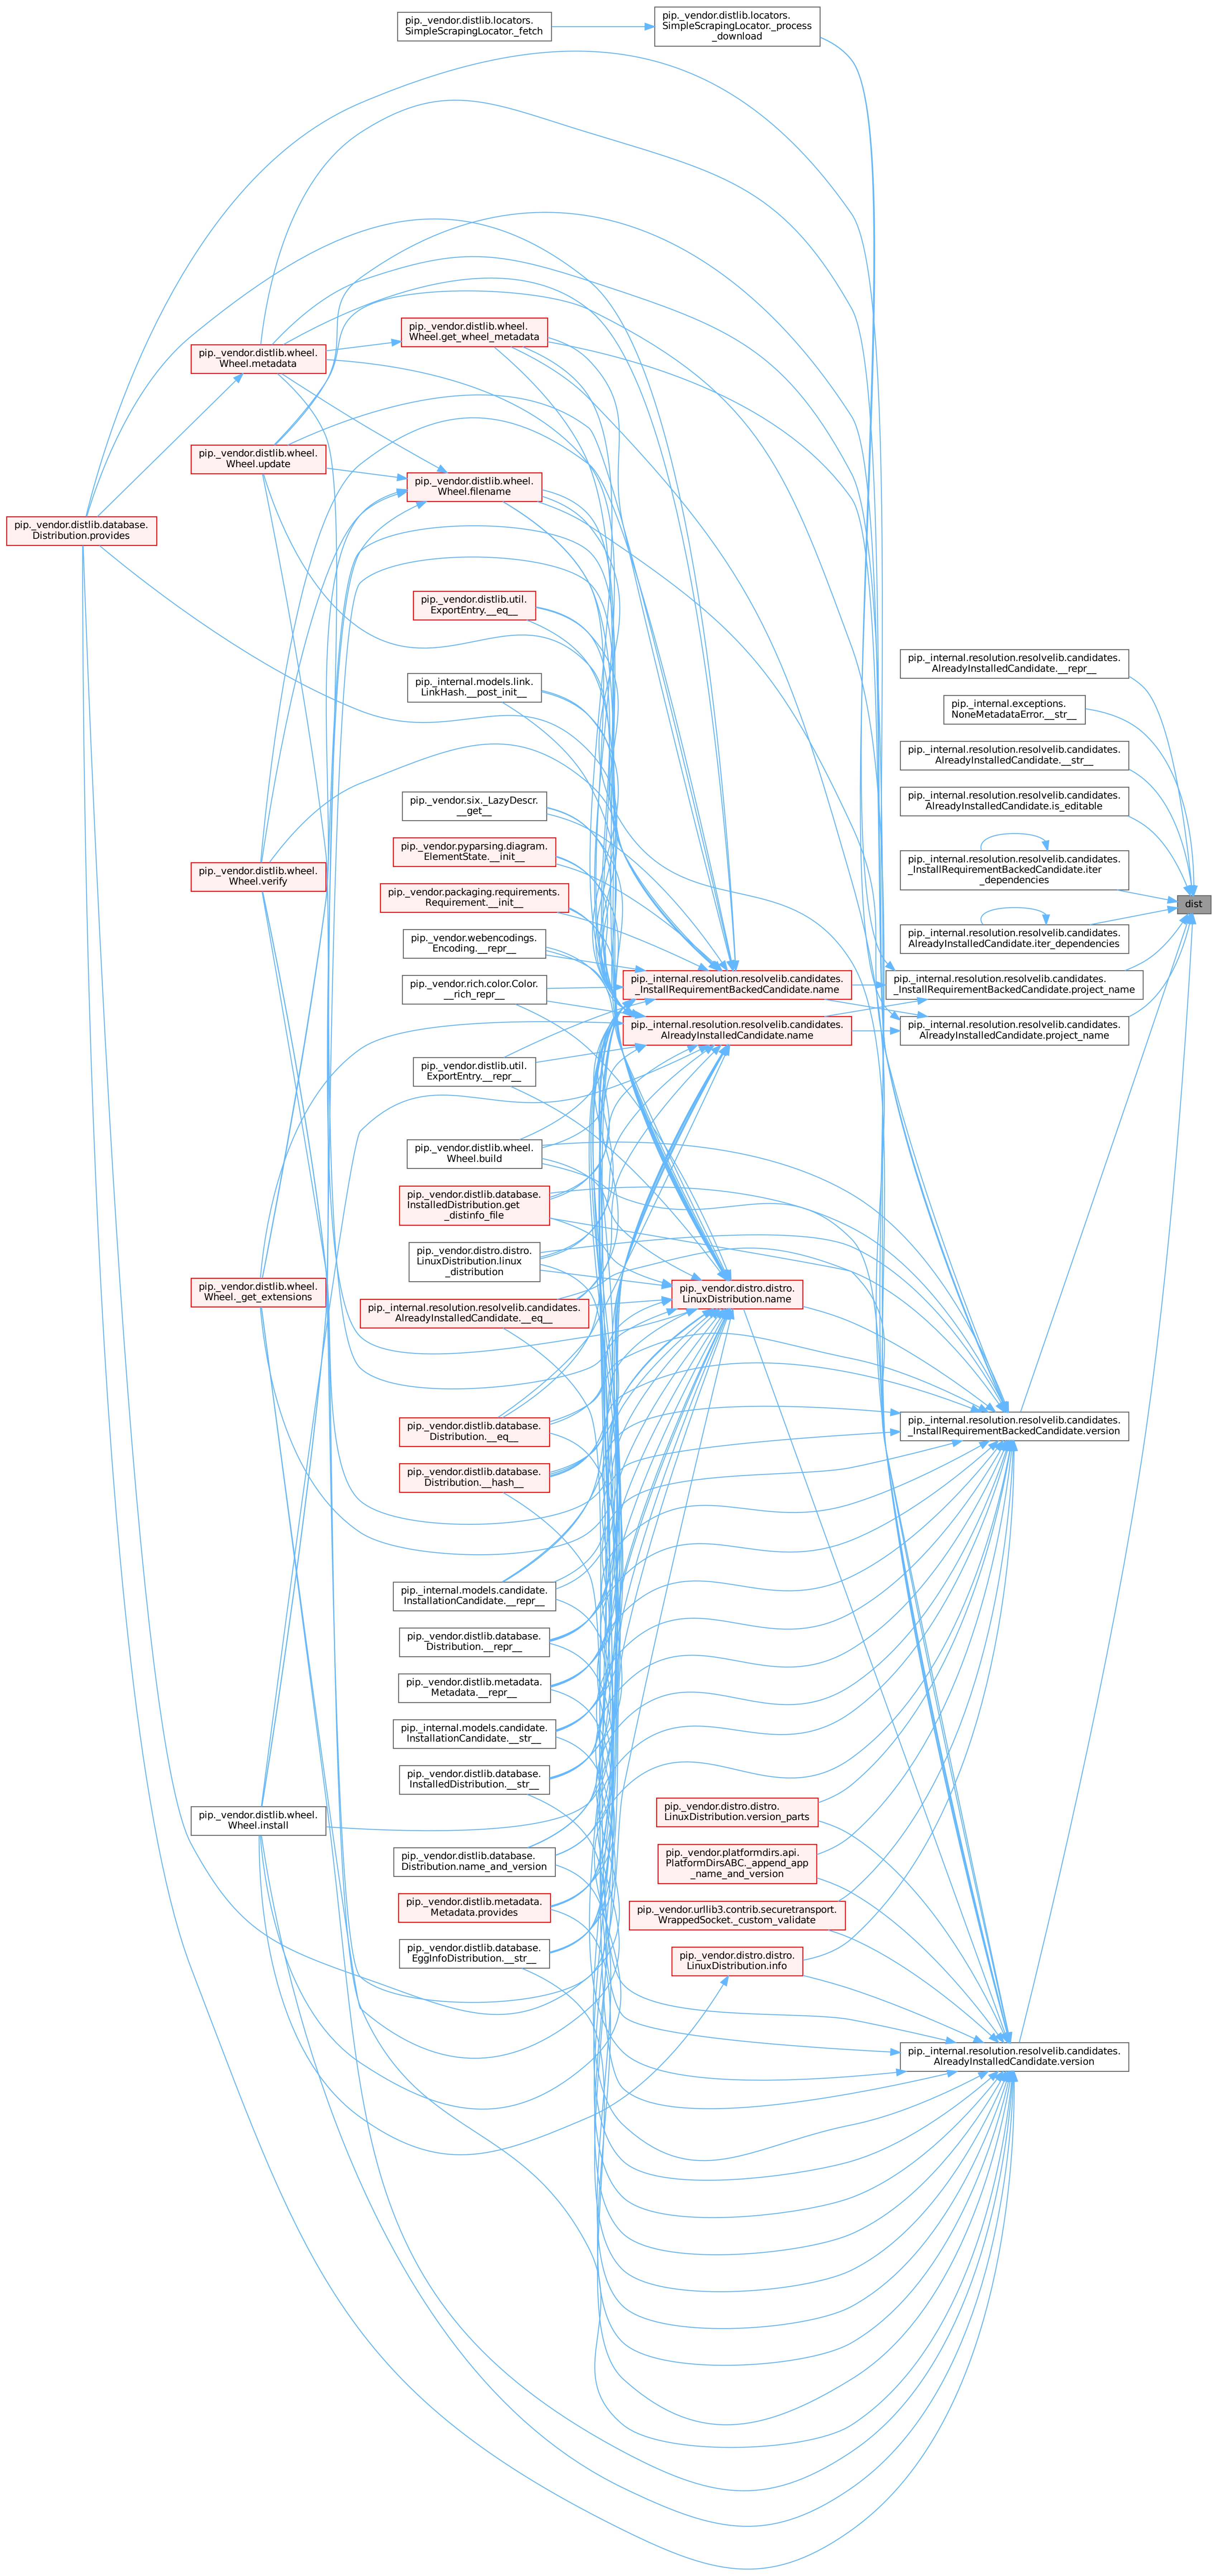 pip._vendor.distlib.locators.
SimpleScrapingLocator._fetch
pip._vendor.distlib.locators.
SimpleScrapingLocator._process
_download
pip._vendor.distlib.wheel.
Wheel.get_wheel_metadata
pip._vendor.distlib.wheel.
Wheel.metadata
pip._vendor.distlib.wheel.
Wheel.update
pip._vendor.distlib.wheel.
Wheel.filename
pip._vendor.distlib.database.
Distribution.provides
pip._vendor.distlib.util.
ExportEntry.__eq__
pip._internal.models.link.
LinkHash.__post_init__
pip._internal.resolution.resolvelib.candidates.
AlreadyInstalledCandidate.__repr__
pip._internal.exceptions.
NoneMetadataError.__str__
pip._internal.resolution.resolvelib.candidates.
AlreadyInstalledCandidate.__str__
pip._internal.resolution.resolvelib.candidates.
AlreadyInstalledCandidate.is_editable
pip._vendor.six._LazyDescr.
__get__
pip._vendor.pyparsing.diagram.
ElementState.__init__
pip._internal.resolution.resolvelib.candidates.
_InstallRequirementBackedCandidate.iter
_dependencies
pip._vendor.distlib.wheel.
Wheel.verify
pip._vendor.packaging.requirements.
Requirement.__init__
dist
pip._vendor.webencodings.
Encoding.__repr__
pip._internal.resolution.resolvelib.candidates.
AlreadyInstalledCandidate.iter_dependencies
pip._vendor.rich.color.Color.
__rich_repr__
pip._internal.resolution.resolvelib.candidates.
_InstallRequirementBackedCandidate.name
pip._internal.resolution.resolvelib.candidates.
_InstallRequirementBackedCandidate.project_name
pip._internal.resolution.resolvelib.candidates.
AlreadyInstalledCandidate.name
pip._internal.resolution.resolvelib.candidates.
AlreadyInstalledCandidate.project_name
pip._vendor.distlib.util.
ExportEntry.__repr__
pip._vendor.distlib.wheel.
Wheel.build
pip._vendor.distlib.database.
InstalledDistribution.get
_distinfo_file
pip._vendor.distro.distro.
LinuxDistribution.linux
_distribution
pip._vendor.distlib.wheel.
Wheel._get_extensions
pip._vendor.distro.distro.
LinuxDistribution.name
pip._internal.resolution.resolvelib.candidates.
AlreadyInstalledCandidate.__eq__
pip._vendor.distlib.database.
Distribution.__eq__
pip._internal.resolution.resolvelib.candidates.
_InstallRequirementBackedCandidate.version
pip._vendor.distlib.database.
Distribution.__hash__
pip._internal.models.candidate.
InstallationCandidate.__repr__
pip._vendor.distlib.database.
Distribution.__repr__
pip._vendor.distlib.metadata.
Metadata.__repr__
pip._internal.models.candidate.
InstallationCandidate.__str__
pip._vendor.distlib.database.
InstalledDistribution.__str__
pip._vendor.distlib.wheel.
Wheel.install
pip._vendor.distro.distro.
LinuxDistribution.version_parts
pip._vendor.distlib.database.
Distribution.name_and_version
pip._vendor.platformdirs.api.
PlatformDirsABC._append_app
_name_and_version
pip._vendor.distlib.metadata.
Metadata.provides
pip._vendor.urllib3.contrib.securetransport.
WrappedSocket._custom_validate
pip._vendor.distlib.database.
EggInfoDistribution.__str__
pip._vendor.distro.distro.
LinuxDistribution.info
pip._internal.resolution.resolvelib.candidates.
AlreadyInstalledCandidate.version